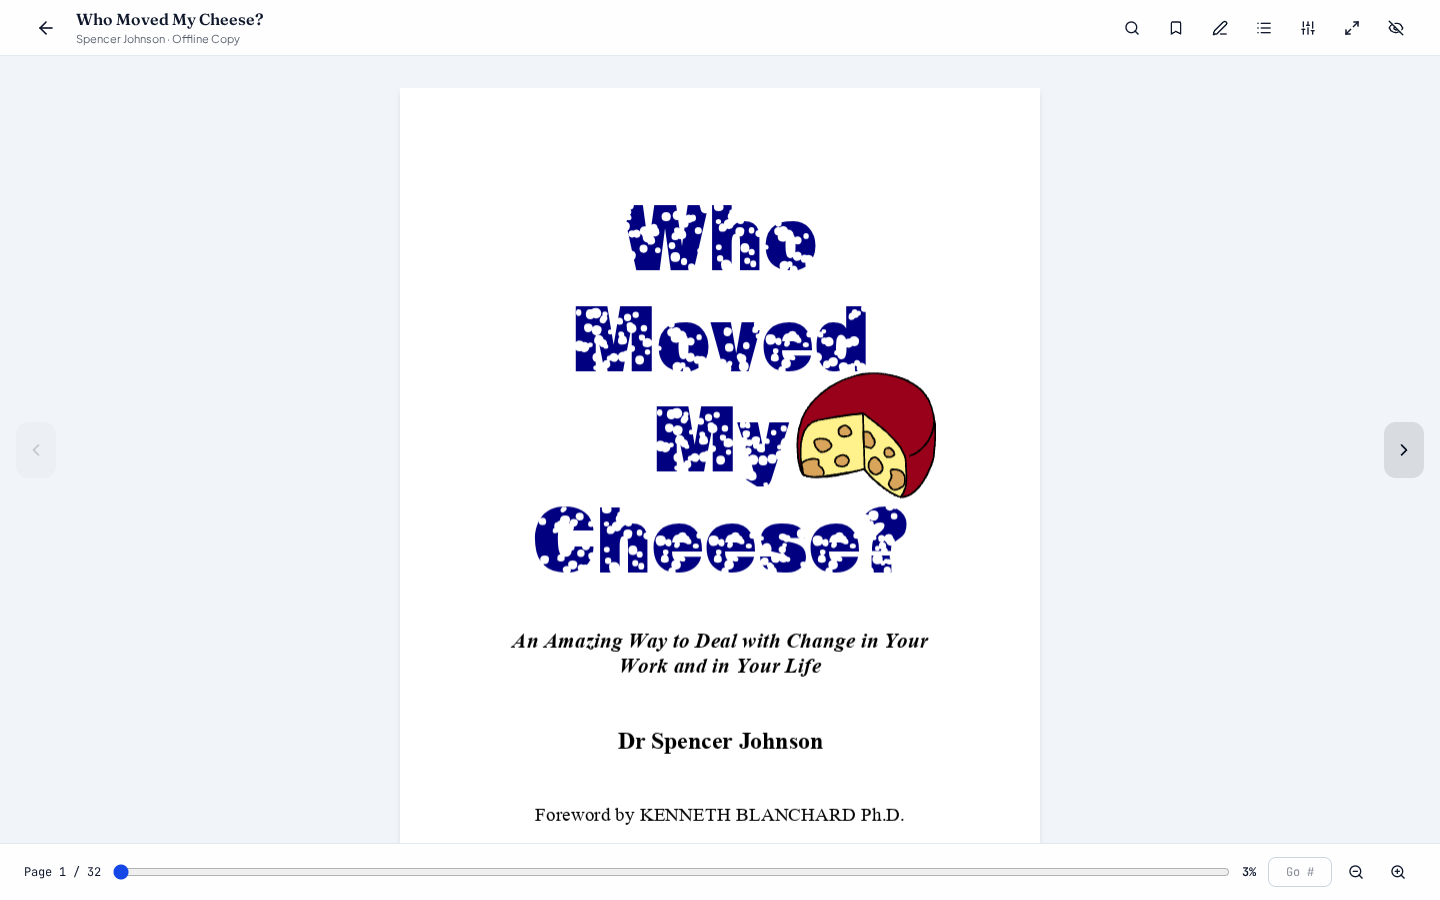 Who Moved My Cheese?
Spencer Johnson · Offline Copy
Who
Moved
My
Cheese?
An Amazing Way to Deal with Change in Your
Work and in Your Life
Dr Spencer Johnson
Foreword by KENNETH BLANCHARD Ph.D.
Page 1 / 32
3%
Go #